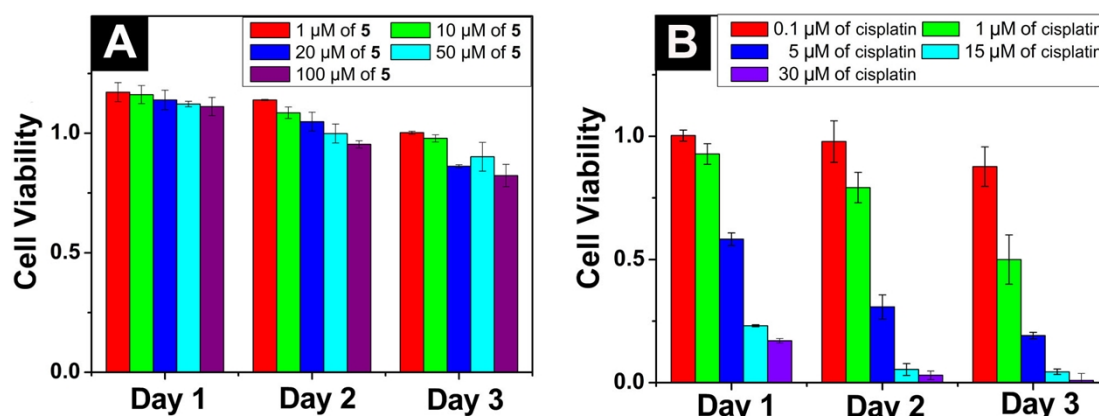 A
1 µM of 5
10 µM of 5
20 µM of 5
50 µM of 5
100 µM of 5
Cell Viability
1.0
0.5
0.0
Day 1
Day 2
Day 3
B
0.1 µM of cisplatin
1 µM of cisplatin
5 µM of cisplatin
15 µM of cisplatin
30 µM of cisplatin
Cell Viability
1.0
0.5
0.0
Day 1
Day 2
Day 3